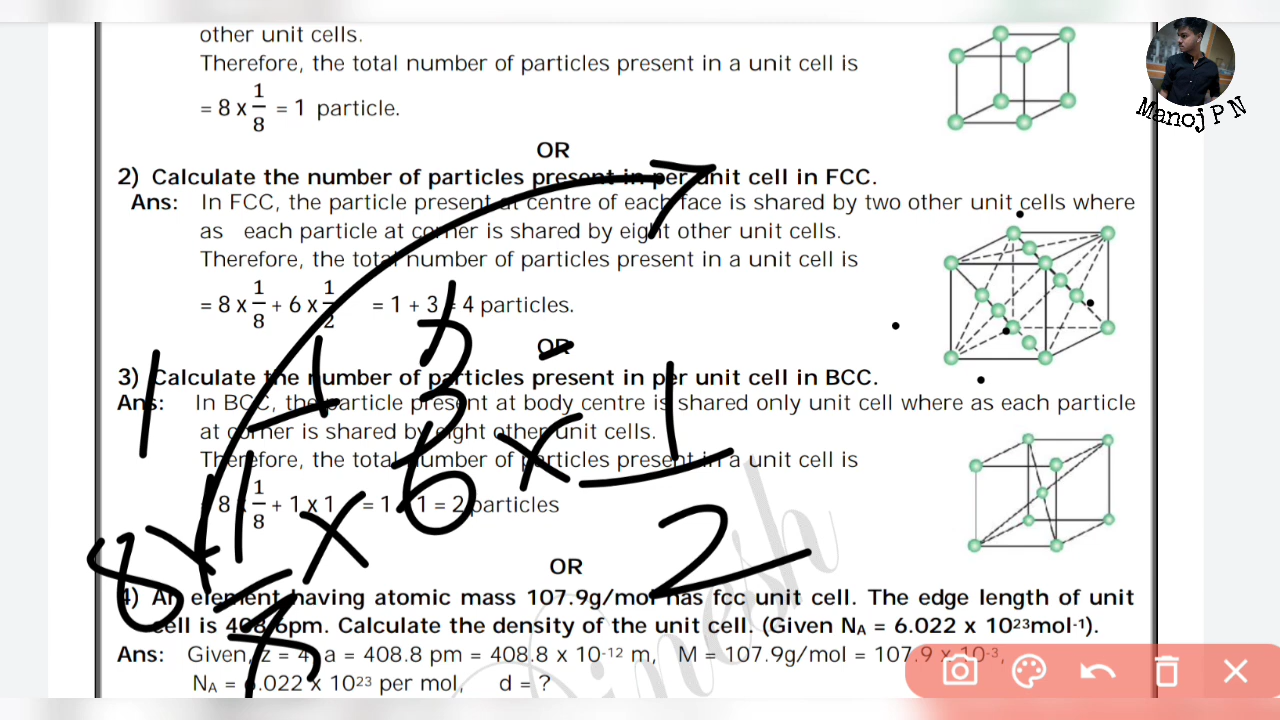 other unit cells.
Therefore, the total number of particles present in a unit cell is
= 8 x 1/8 = 1 particle.
OR
2) Calculate the number of particles present in per unit cell in FCC.
Ans: In FCC, the particle present at centre of each face is shared by two other unit cells where
as each particle at corner is shared by eight other unit cells.
Therefore, the total number of particles present in a unit cell is
= 8 x 1/8 + 6 x 1/2 = 1 + 3 = 4 particles.
OR
3) Calculate the number of particles present in per unit cell in BCC.
Ans: In BCC, the particle present at body centre is shared only unit cell where as each particle
at corner is shared by eight other unit cells.
Therefore, the total number of particles present in a unit cell is
8 x 1/8 + 1 x 1 = 1 + 1 = 2 particles
OR
4) An element having atomic mass 107.9g/mol has fcc unit cell. The edge length of unit
cell is 408.6pm. Calculate the density of the unit cell. (Given NA = 6.022 x 10²³mol⁻¹).
Ans: Given, z = 4, a = 408.8 pm = 408.8 x 10⁻¹² m, M = 107.9g/mol = 107.9 x 10⁻³,
NA = 6.022 x 10²³ per mol, d = ?
Manoj P N
Dinesh
1
3
8 x 1/8 x 6 x 1/2